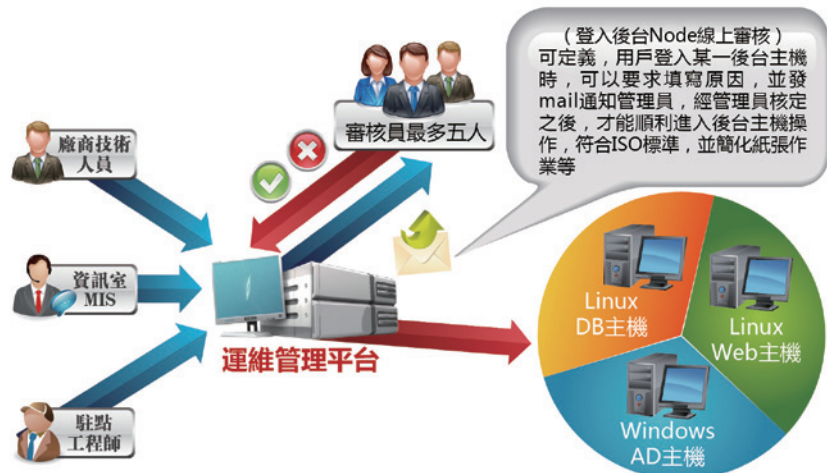 （登入後台Node線上審核）
可定義，用戶登入某一後台主機
時，可以要求填寫原因，並發
mail通知管理員，經管理員核定
之後，才能順利進入後台主機操
作，符合ISO標準，並簡化紙張作
業等
審核員最多五人
廠商技術
人員
資訊室
MIS
駐點
工程師
運維管理平台
Linux
DB主機
Linux
Web主機
Windows
AD主機